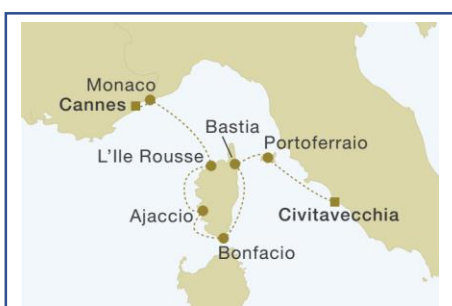 Monaco
Cannes
Bastia
Portoferraio
L'Ile Rousse
Ajaccio
Civitavecchia
Bonfacio